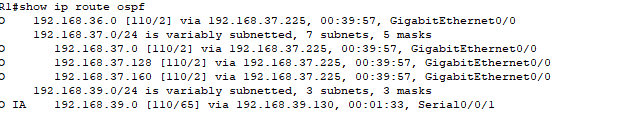 R1#show ip route ospf
O 192.168.36.0 [110/2] via 192.168.37.225, 00:39:57, GigabitEthernet0/0
192.168.37.0/24 is variably subnetted, 7 subnets, 5 masks
O 192.168.37.0 [110/2] via 192.168.37.225, 00:39:57, GigabitEthernet0/0
O 192.168.37.128 [110/2] via 192.168.37.225, 00:39:57, GigabitEthernet0/0
O 192.168.37.160 [110/2] via 192.168.37.225, 00:39:57, GigabitEthernet0/0
192.168.39.0/24 is variably subnetted, 3 subnets, 3 masks
O IA 192.168.39.0 [110/65] via 192.168.39.130, 00:01:33, Serial0/0/1